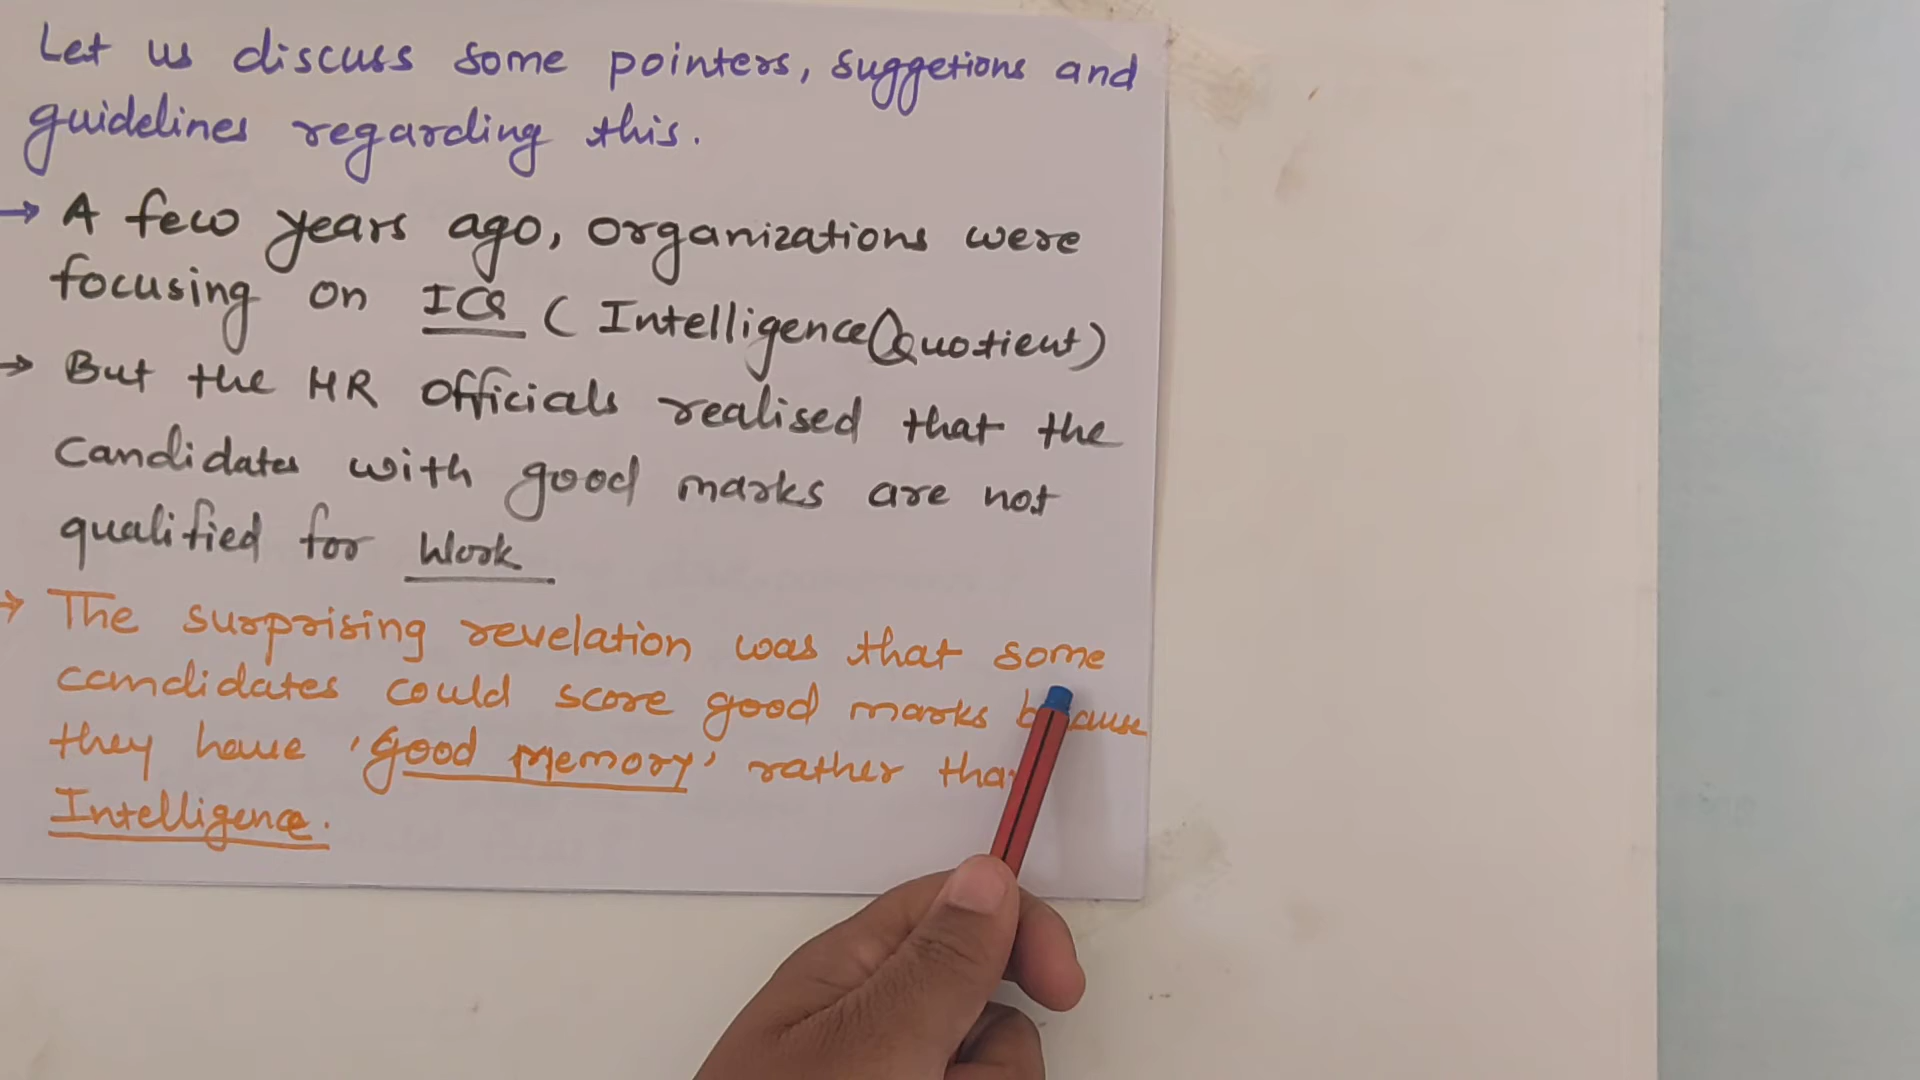 Let us discuss some pointers, suggetions and
guidelines regarding this.
→ A few years ago, organizations were
focusing on IQ ( Intelligence Quotient)
→ But the HR officials realised that the
candidates with good marks are not
qualified for Work
→ The surprising revelation was that some
candidates could score good marks because
they have 'good memory' rather than
Intelligence.